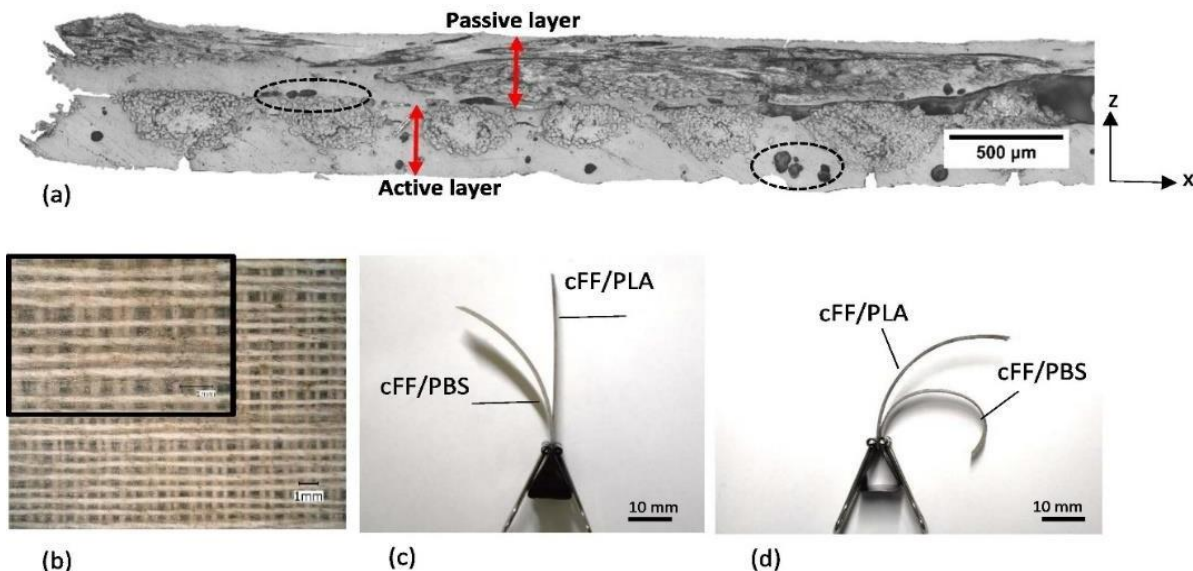 Passive layer
Z
500 µm
Active layer
X
(a)
1mm
cFF/PLA
cFF/PBS
10 mm
cFF/PLA
cFF/PBS
10 mm
(b)
(c)
(d)